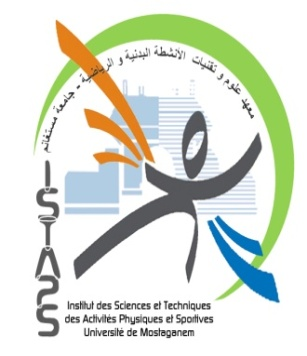 معهد علوم و تقنيات الأنشطة البدنية و الرياضية - جامعة مستغانم
ISTAPS
Institut des Sciences et Techniques
des Activités Physiques et Sportives
Université de Mostaganem